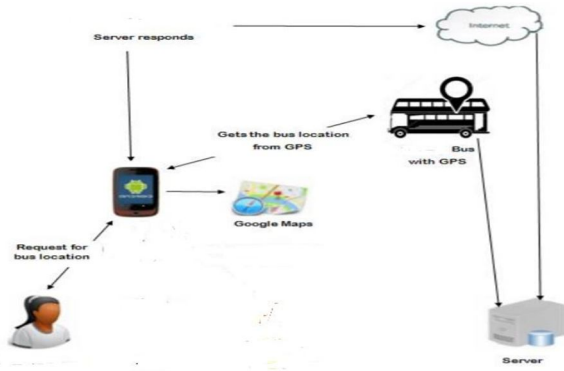 Internet
Server responds
Gets the bus location
from GPS
Bus
with GPS
Google Maps
Request for
bus location
Server